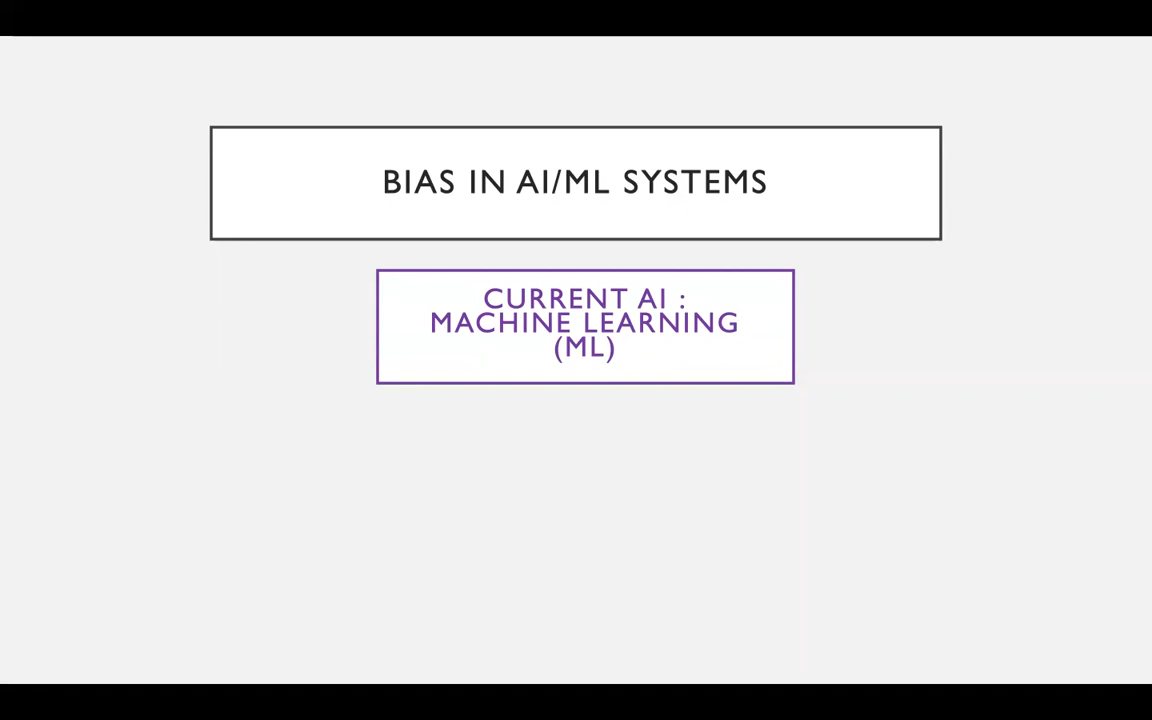 BIAS IN AI/ML SYSTEMS
CURRENT AI :
MACHINE LEARNING
(ML)